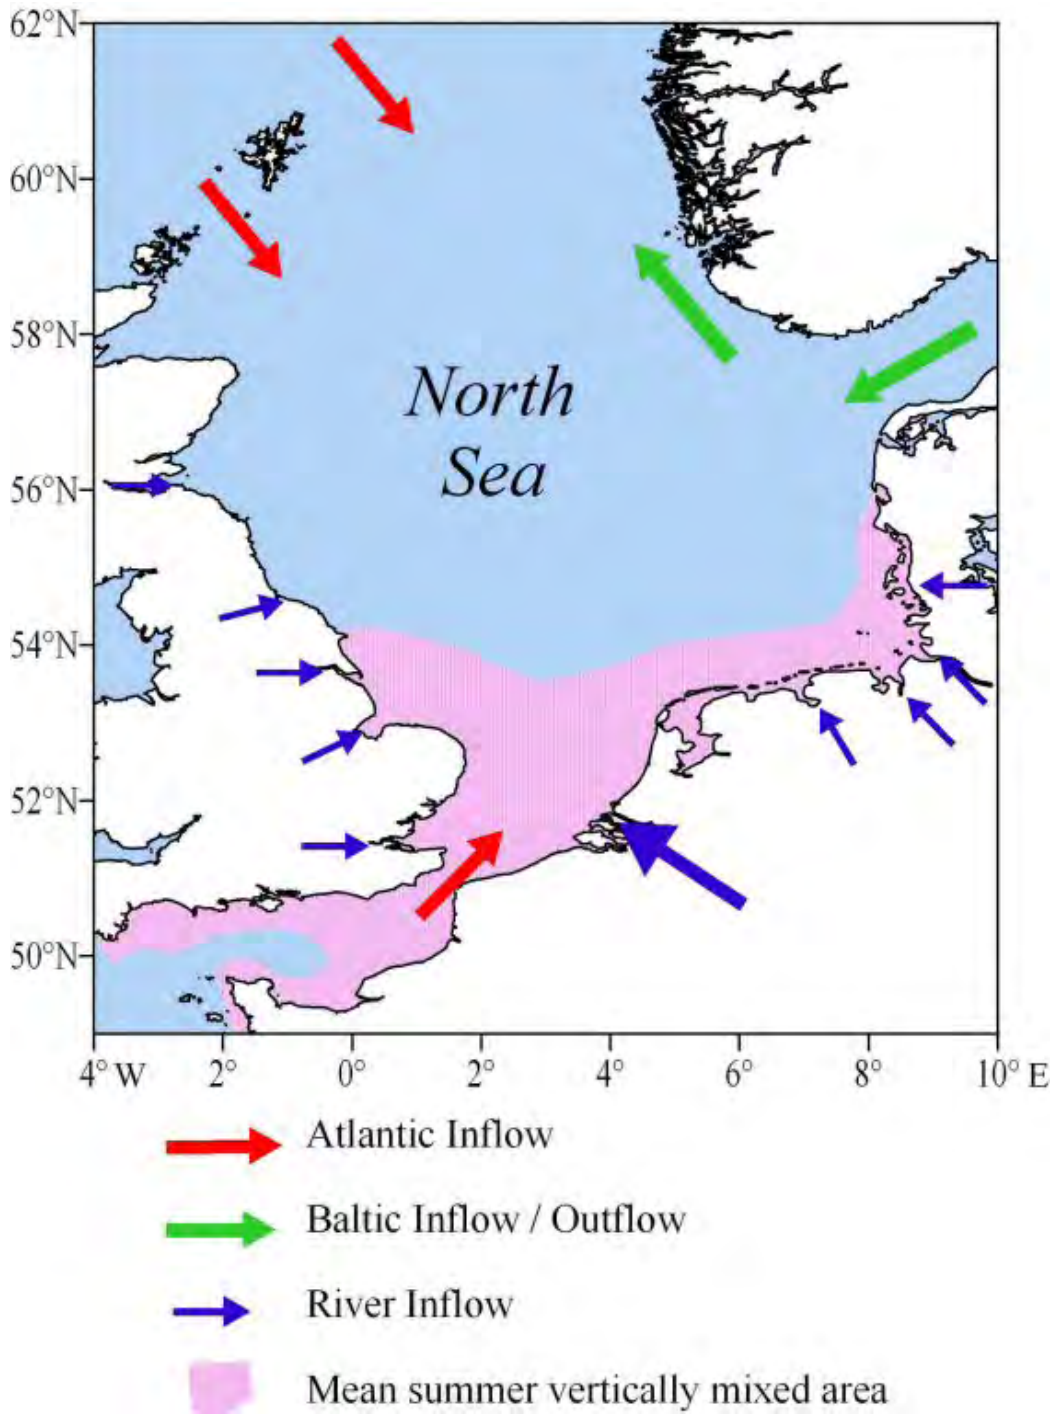 62°N
60°N
58°N
North
Sea
56°N
54°N
52°N
50°N
4° W 2° 0° 2° 4° 6° 8° 10° E
Atlantic Inflow
Baltic Inflow / Outflow
River Inflow
Mean summer vertically mixed area